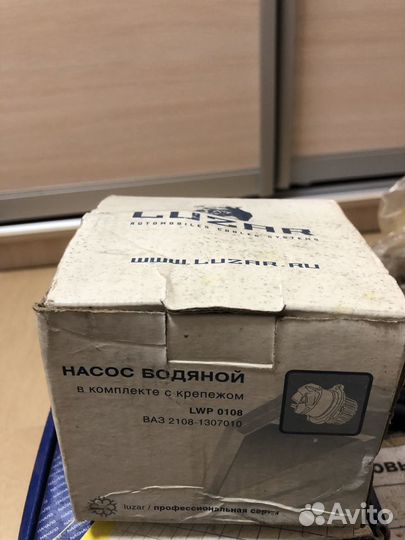 LUZAR
AUTOMOBILES COOLER SYSTEMS
WWW.LUZAR.RU
НАСОС ВОДЯНОЙ
в комплекте с крепежом
LWP 0108
ВАЗ 2108-1307010
luzar / профессиональная серия
Avito